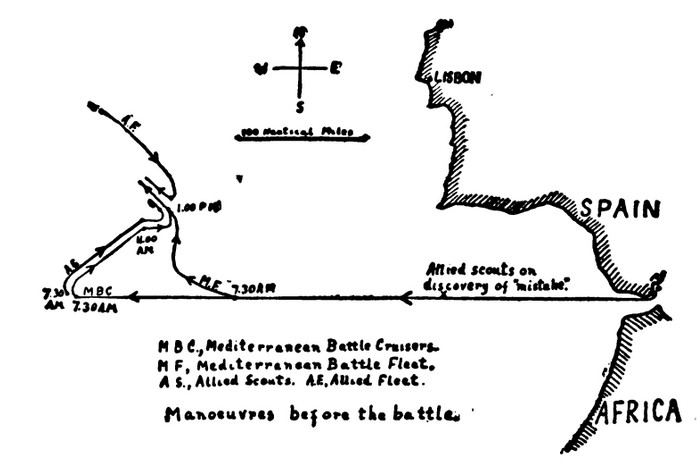 N
W E
S
LISBON
100 Nautical Miles
A.F.
1.00 PM
SPAIN
11.00
AM
A.S.
Allied scouts on
discovery of "mistake."
M.F. 7.30 AM
7.30 MBC
AM 7.30AM
M B C., Mediterranean Battle Cruisers.
M F., Mediterranean Battle Fleet.
A S., Allied Scouts. A.F., Allied Fleet.
AFRICA
Manoeuvres before the battle.